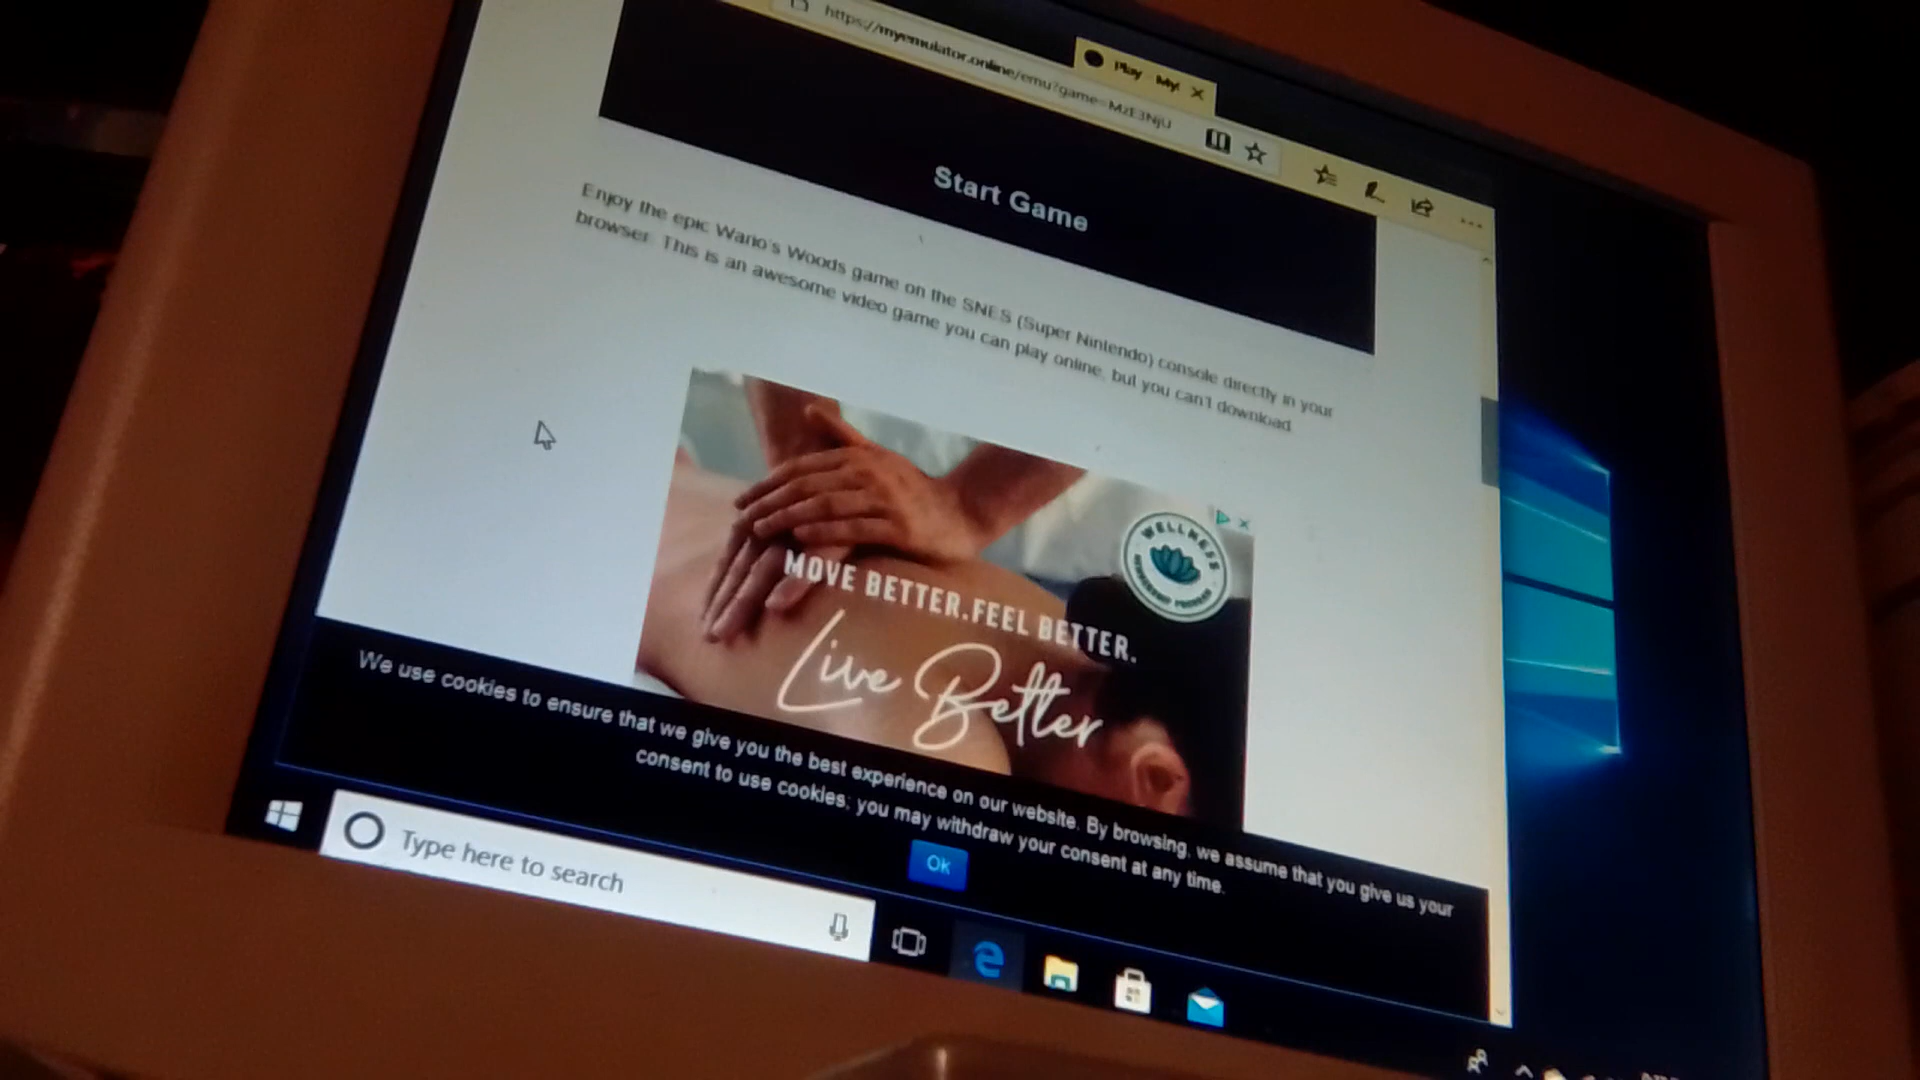 Play - My
https://myemulator.online/emu?game=MzE3NjU
Start Game
Enjoy the epic Wario's Woods game on the SNES (Super Nintendo) console directly in your
browser. This is an awesome video game you can play online, but you can't download.
WELLNESS
MOVE BETTER.FEEL BETTER.
Live Better
We use cookies to ensure that we give you the best experience on our website. By browsing, we assume that you give us your
consent to use cookies; you may withdraw your consent at any time.
Ok
Type here to search